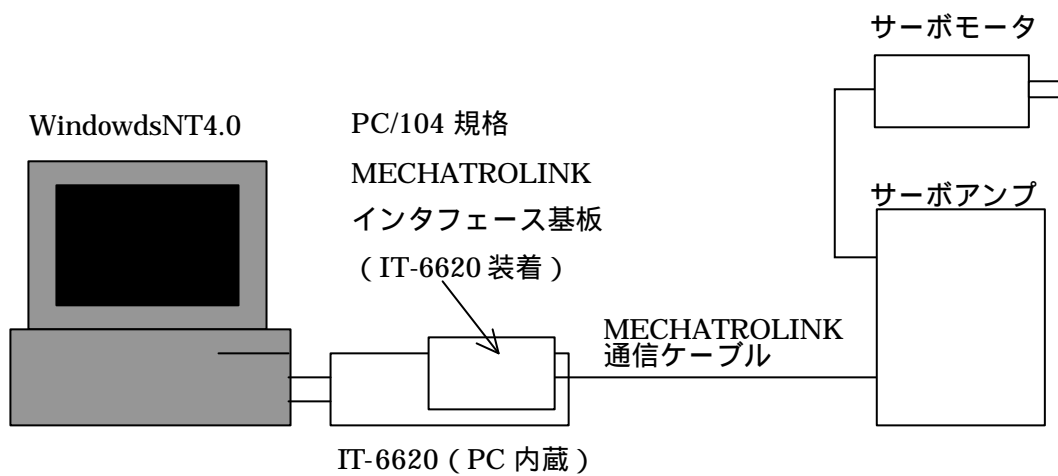 サーボモータ
WindowdsNT4.0
PC/104 規格
MECHATROLINK
インタフェース基板
（IT-6620 装着）
サーボアンプ
MECHATROLINK
通信ケーブル
IT-6620（PC 内蔵）